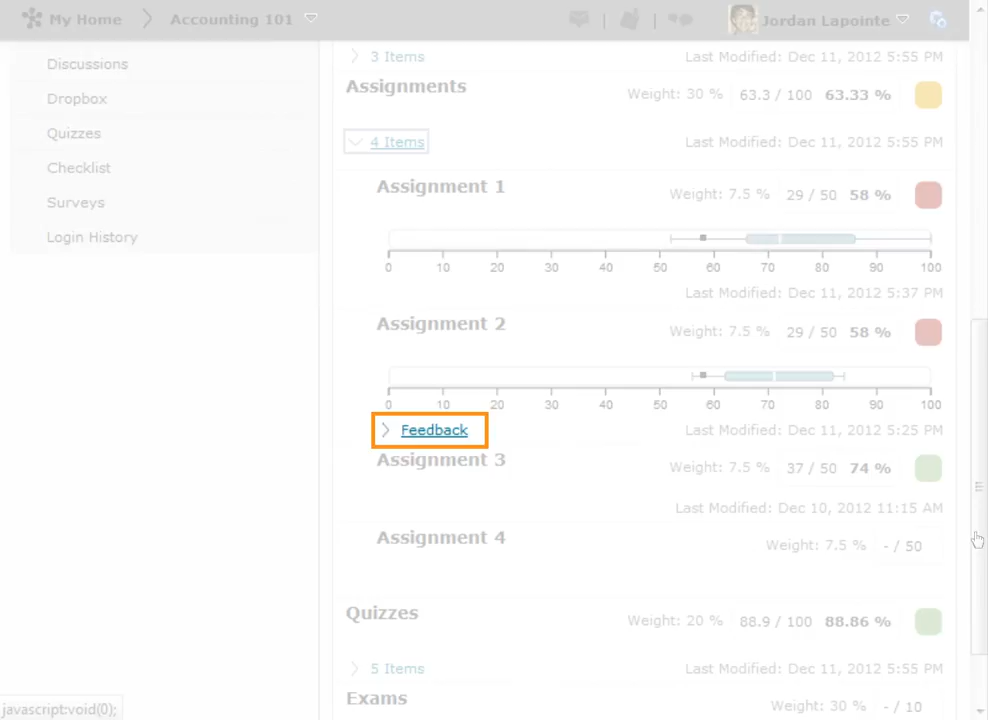 My Home Accounting 101 Jordan Lapointe
Discussions
Dropbox
Quizzes
Checklist
Surveys
Login History
3 Items Last Modified: Dec 11, 2012 5:55 PM
Assignments Weight: 30 % 63.3 / 100 63.33 %
4 Items Last Modified: Dec 11, 2012 5:55 PM
Assignment 1 Weight: 7.5 % 29 / 50 58 %
0 10 20 30 40 50 60 70 80 90 100
Last Modified: Dec 11, 2012 5:37 PM
Assignment 2 Weight: 7.5 % 29 / 50 58 %
0 10 20 30 40 50 60 70 80 90 100
Feedback Last Modified: Dec 11, 2012 5:25 PM
Assignment 3 Weight: 7.5 % 37 / 50 74 %
Last Modified: Dec 10, 2012 11:15 AM
Assignment 4 Weight: 7.5 % - / 50
Quizzes Weight: 20 % 88.9 / 100 88.86 %
5 Items Last Modified: Dec 11, 2012 5:55 PM
Exams Weight: 30 % - / 10
javascript:void(0);